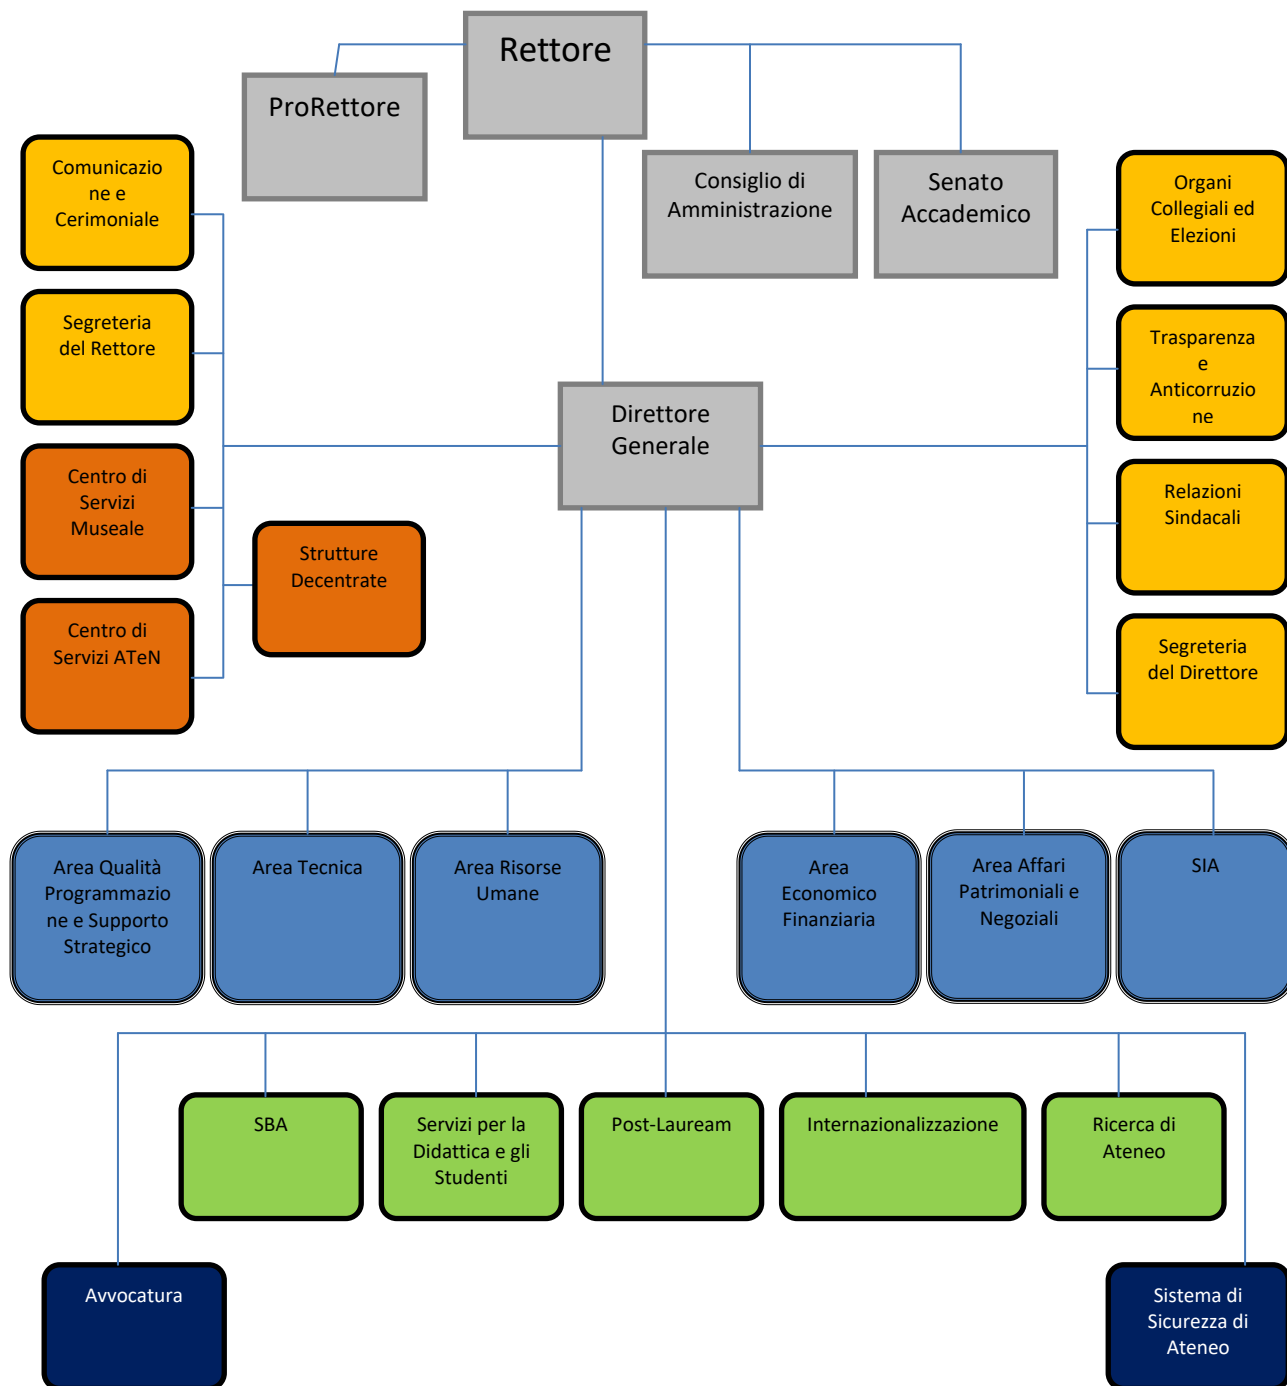 Rettore
ProRettore
Consiglio di
Amministrazione
Senato
Accademico
Comunicazio
ne e
Cerimoniale
Segreteria
del Rettore
Centro di
Servizi
Museale
Centro di
Servizi ATeN
Strutture
Decentrate
Direttore
Generale
Organi
Collegiali ed
Elezioni
Trasparenza
e
Anticorruzio
ne
Relazioni
Sindacali
Segreteria
del Direttore
Area Qualità
Programmazio
ne e Supporto
Strategico
Area Tecnica
Area Risorse
Umane
Area
Economico
Finanziaria
Area Affari
Patrimoniali e
Negoziali
SIA
SBA
Servizi per la
Didattica e gli
Studenti
Post-Lauream
Internazionalizzazione
Ricerca di
Ateneo
Avvocatura
Sistema di
Sicurezza di
Ateneo